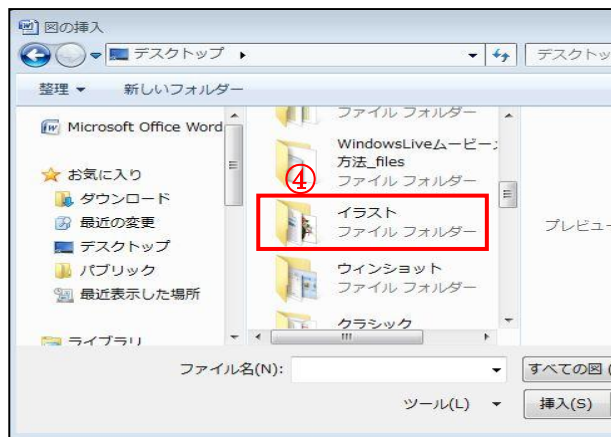 図の挿入
デスクトップ
デスクトッ
整理
新しいフォルダー
Microsoft Office Word
お気に入り
ダウンロード
最近の変更
デスクトップ
パブリック
最近表示した場所
ライブラリ
ファイル フォルダー
WindowsLiveムービー
方法_files
ファイル フォルダー
④
イラスト
ファイル フォルダー
ウィンショット
ファイル フォルダー
クラシック
プレビュー
ファイル名(N):
すべての図 (
ツール(L)
挿入(S)